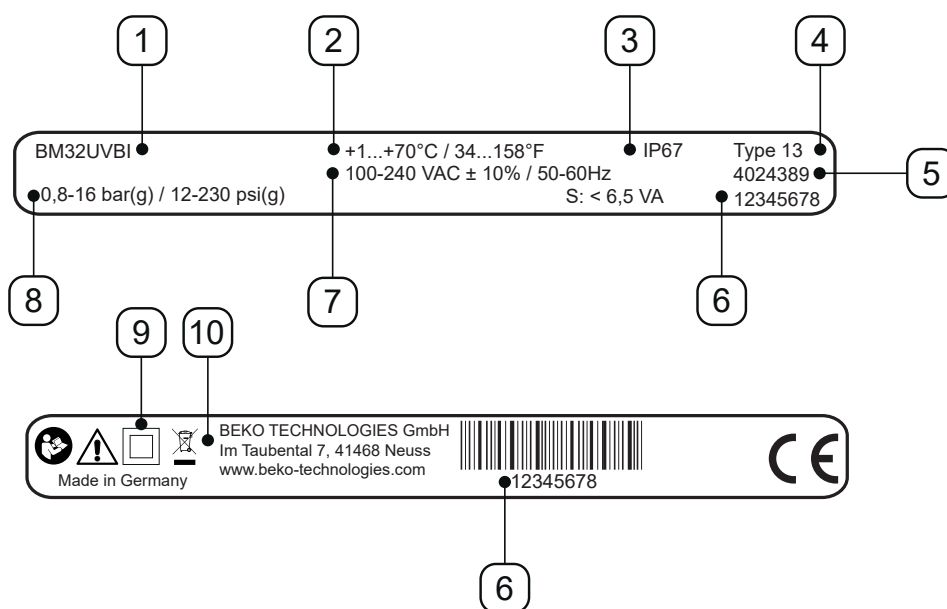 1
2
3
4
BM32UVBI
+1...+70°C / 34...158°F
IP67
Type 13
100-240 VAC ± 10% / 50-60Hz
4024389
5
0,8-16 bar(g) / 12-230 psi(g)
S: < 6,5 VA
12345678
8
7
6
9
10
BEKO TECHNOLOGIES GmbH
Im Taubental 7, 41468 Neuss
www.beko-technologies.com
Made in Germany
12345678
CE
6